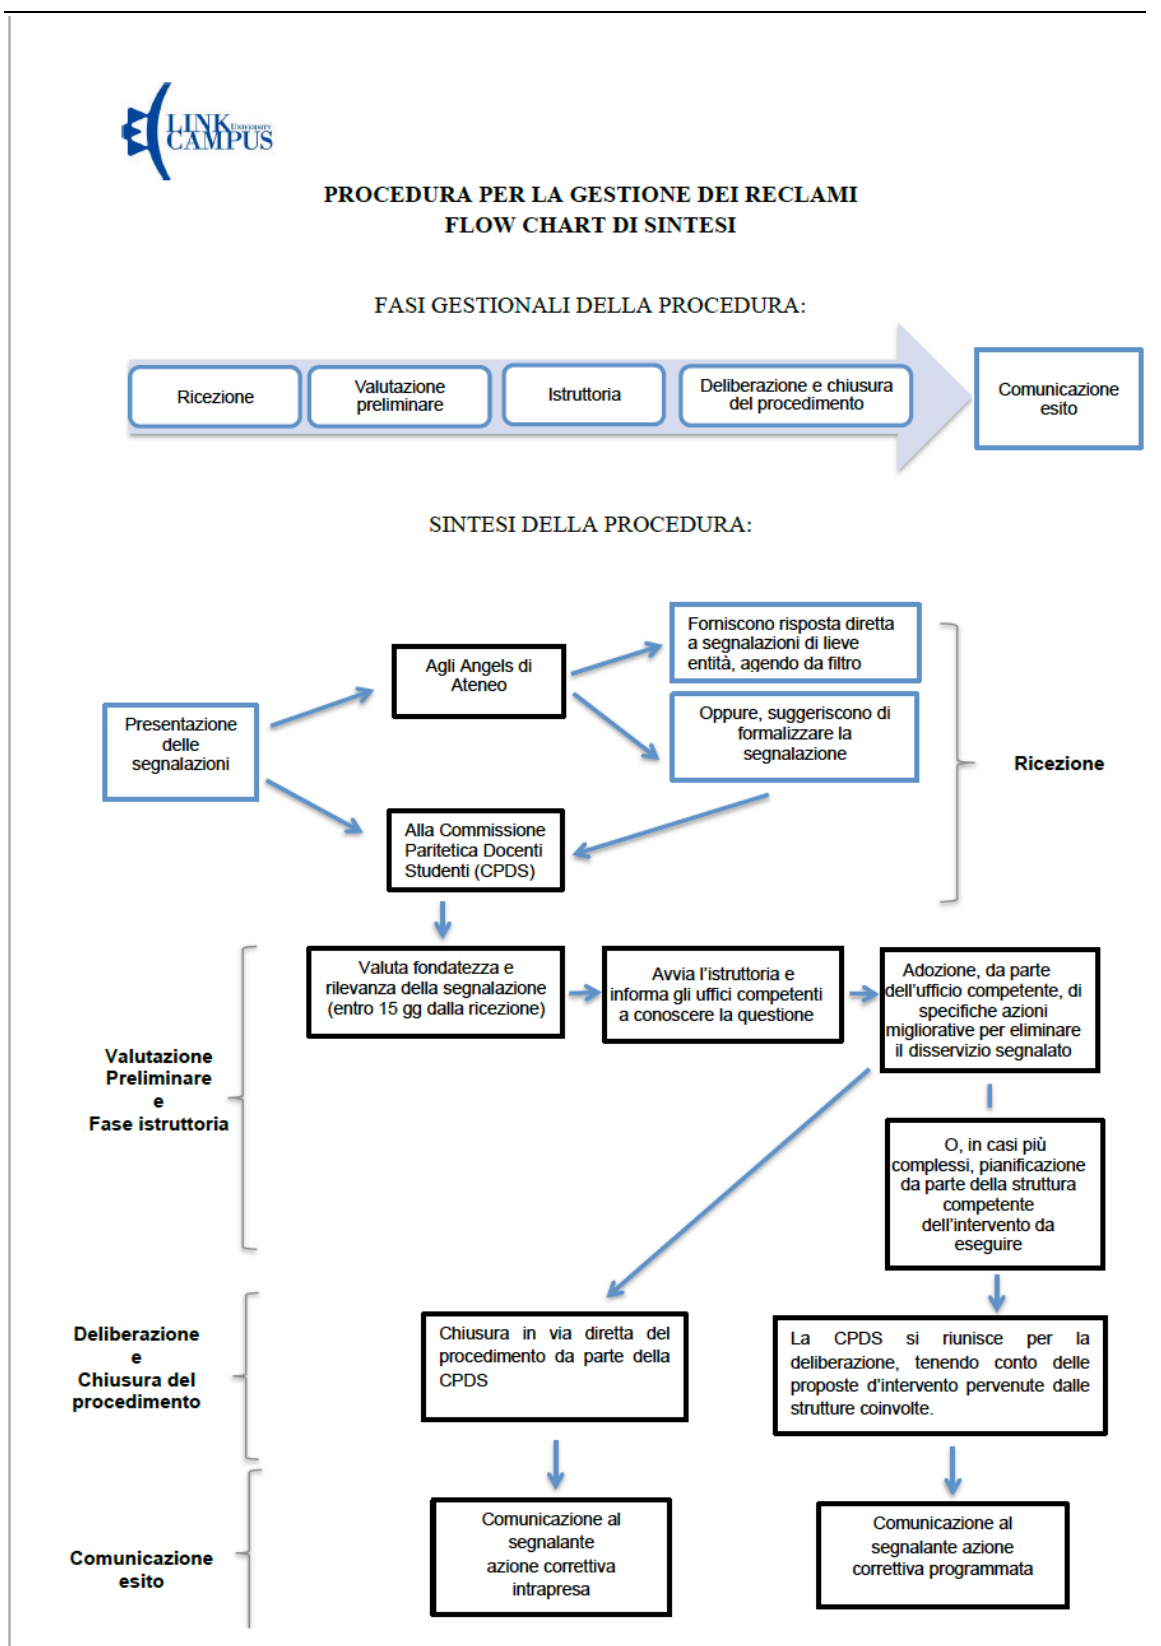 LINK UNIVERSITY
CAMPUS
PROCEDURA PER LA GESTIONE DEI RECLAMI
FLOW CHART DI SINTESI
FASI GESTIONALI DELLA PROCEDURA:
Ricezione
Valutazione
preliminare
Istruttoria
Deliberazione e chiusura
del procedimento
Comunicazione
esito
SINTESI DELLA PROCEDURA:
Presentazione
delle
segnalazioni
Agli Angels di
Ateneo
Forniscono risposta diretta
a segnalazioni di lieve
entità, agendo da filtro
Oppure, suggeriscono di
formalizzare la
segnalazione
Ricezione
Alla Commissione
Paritetica Docenti
Studenti (CPDS)
Valuta fondatezza e
rilevanza della segnalazione
(entro 15 gg dalla ricezione)
Avvia l'istruttoria e
informa gli uffici competenti
a conoscere la questione
Adozione, da parte
dell'ufficio competente, di
specifiche azioni
migliorative per eliminare
il disservizio segnalato
Valutazione
Preliminare
e
Fase istruttoria
O, in casi più
complessi, pianificazione
da parte della struttura
competente
dell'intervento da
eseguire
Deliberazione
e
Chiusura del
procedimento
Chiusura in via diretta del
procedimento da parte della
CPDS
La CPDS si riunisce per la
deliberazione, tenendo conto delle
proposte d'intervento pervenute dalle
strutture coinvolte.
Comunicazione
esito
Comunicazione al
segnalante
azione correttiva
intrapresa
Comunicazione al
segnalante azione
correttiva programmata